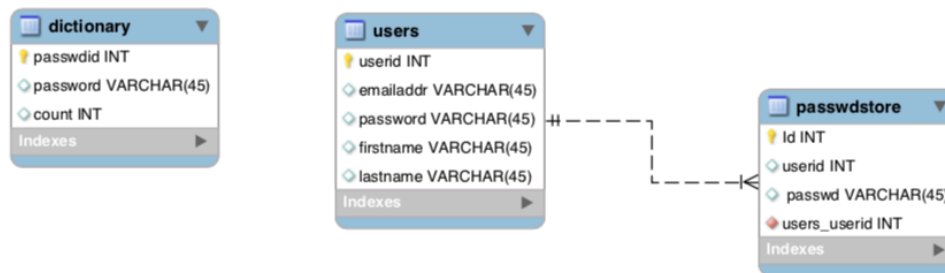 dictionary
passwdid INT
password VARCHAR(45)
count INT
Indexes
users
userid INT
emailaddr VARCHAR(45)
password VARCHAR(45)
firstname VARCHAR(45)
lastname VARCHAR(45)
Indexes
passwdstore
Id INT
userid INT
passwd VARCHAR(45)
users_userid INT
Indexes